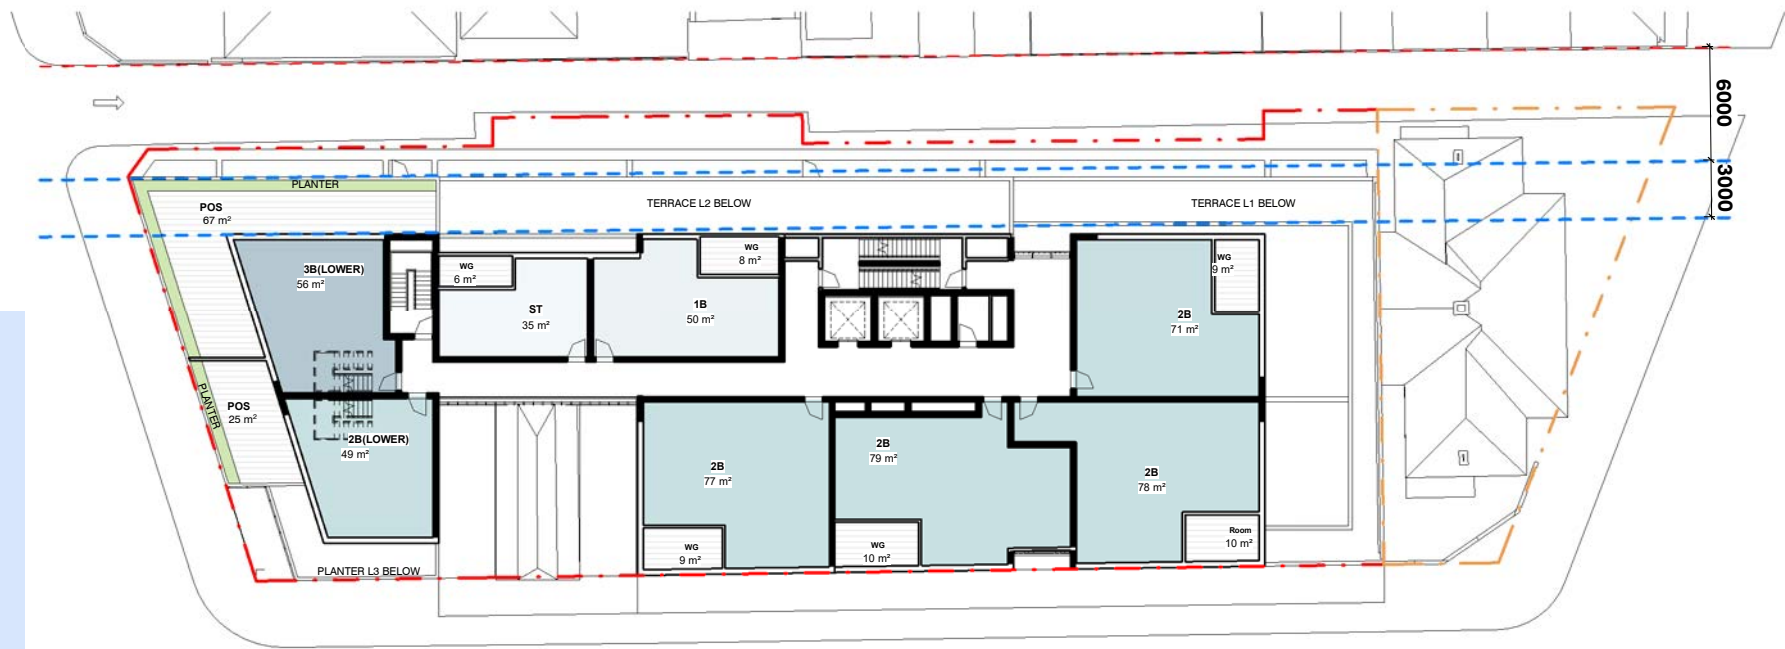 6000
3000
PLANTER
POS
67 m²
TERRACE L2 BELOW
TERRACE L1 BELOW
3B(LOWER)
56 m²
WG
6 m²
ST
35 m²
WG
8 m²
1B
50 m²
WG
9 m²
2B
71 m²
PLANTER
POS
25 m²
2B(LOWER)
49 m²
2B
77 m²
WG
9 m²
2B
79 m²
WG
10 m²
2B
78 m²
Room
10 m²
PLANTER L3 BELOW